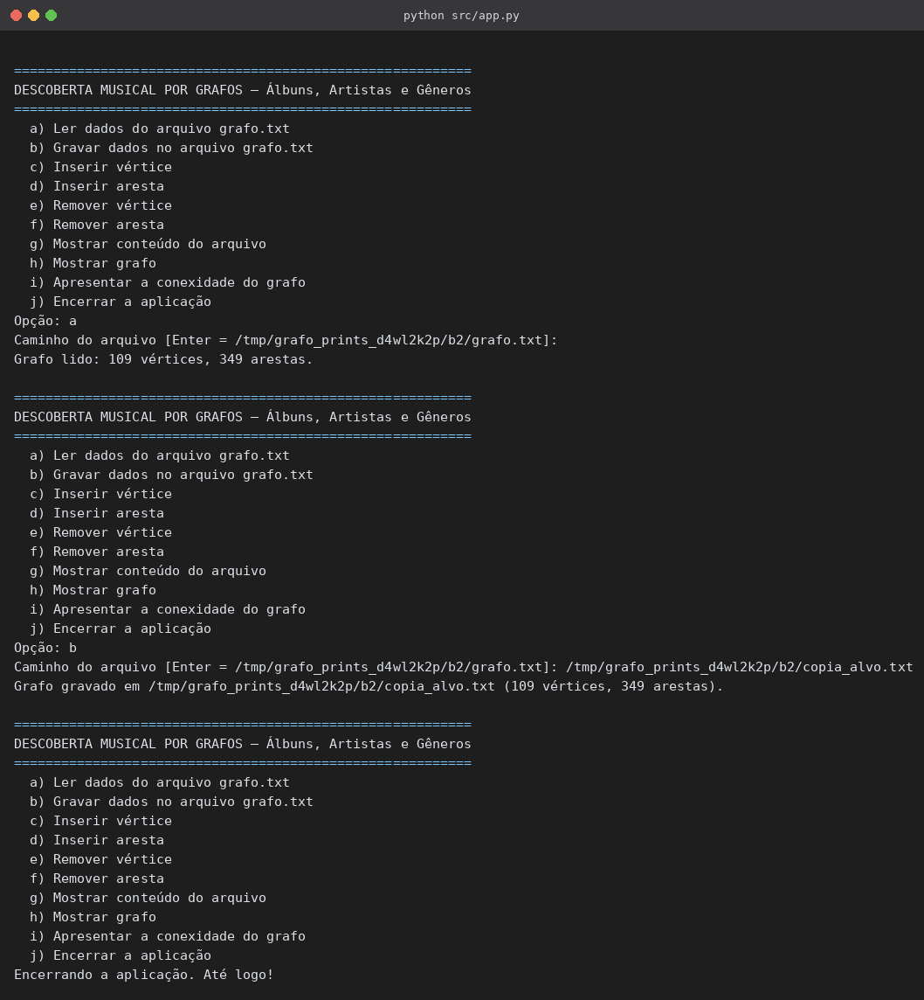 python src/app.py
==========================================================
DESCOBERTA MUSICAL POR GRAFOS — Álbuns, Artistas e Gêneros
==========================================================
a) Ler dados do arquivo grafo.txt
b) Gravar dados no arquivo grafo.txt
c) Inserir vértice
d) Inserir aresta
e) Remover vértice
f) Remover aresta
g) Mostrar conteúdo do arquivo
h) Mostrar grafo
i) Apresentar a conexidade do grafo
j) Encerrar a aplicação
Opção: a
Caminho do arquivo [Enter = /tmp/grafo_prints_d4wl2k2p/b2/grafo.txt]:
Grafo lido: 109 vértices, 349 arestas.
==========================================================
DESCOBERTA MUSICAL POR GRAFOS — Álbuns, Artistas e Gêneros
==========================================================
a) Ler dados do arquivo grafo.txt
b) Gravar dados no arquivo grafo.txt
c) Inserir vértice
d) Inserir aresta
e) Remover vértice
f) Remover aresta
g) Mostrar conteúdo do arquivo
h) Mostrar grafo
i) Apresentar a conexidade do grafo
j) Encerrar a aplicação
Opção: b
Caminho do arquivo [Enter = /tmp/grafo_prints_d4wl2k2p/b2/grafo.txt]: /tmp/grafo_prints_d4wl2k2p/b2/copia_alvo.txt
Grafo gravado em /tmp/grafo_prints_d4wl2k2p/b2/copia_alvo.txt (109 vértices, 349 arestas).
==========================================================
DESCOBERTA MUSICAL POR GRAFOS — Álbuns, Artistas e Gêneros
==========================================================
a) Ler dados do arquivo grafo.txt
b) Gravar dados no arquivo grafo.txt
c) Inserir vértice
d) Inserir aresta
e) Remover vértice
f) Remover aresta
g) Mostrar conteúdo do arquivo
h) Mostrar grafo
i) Apresentar a conexidade do grafo
j) Encerrar a aplicação
Encerrando a aplicação. Até logo!